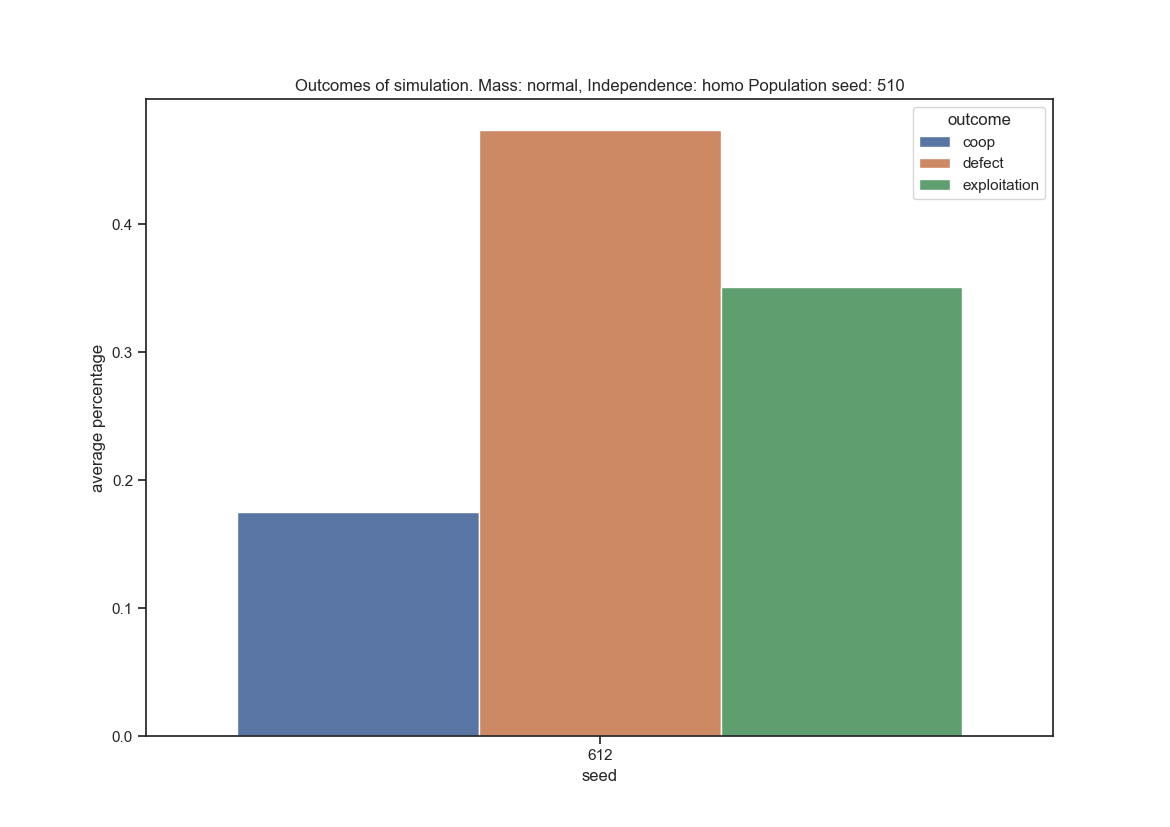 Outcomes of simulation. Mass: normal, Independence: homo Population seed: 510
outcome
coop
defect
exploitation
0.4
0.3
0.2
0.1
0.0
average percentage
612
seed